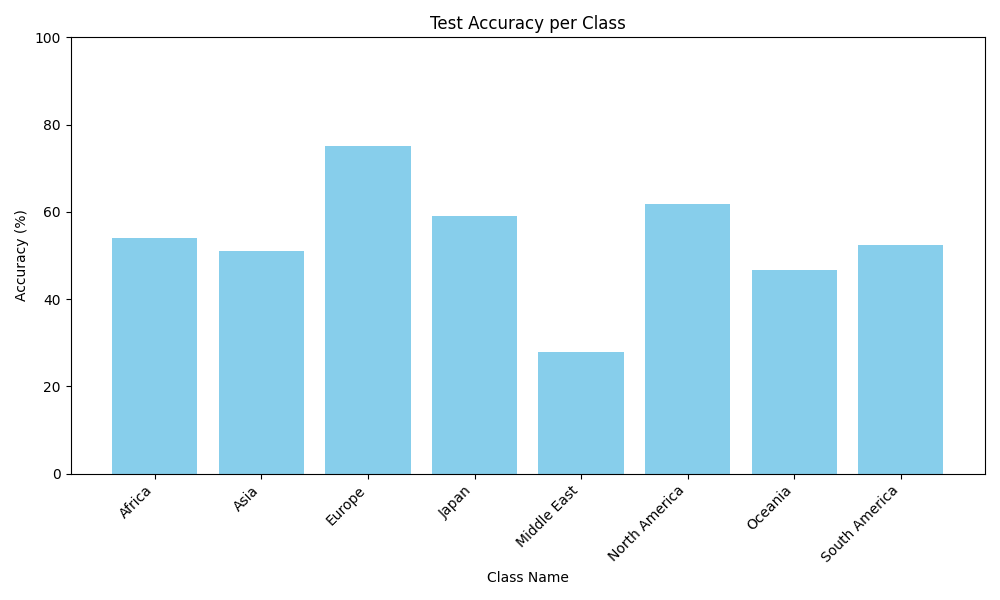 Test Accuracy per Class
Accuracy (%)
100
80
60
40
20
0
Africa
Asia
Europe
Japan
Middle East
North America
Oceania
South America
Class Name